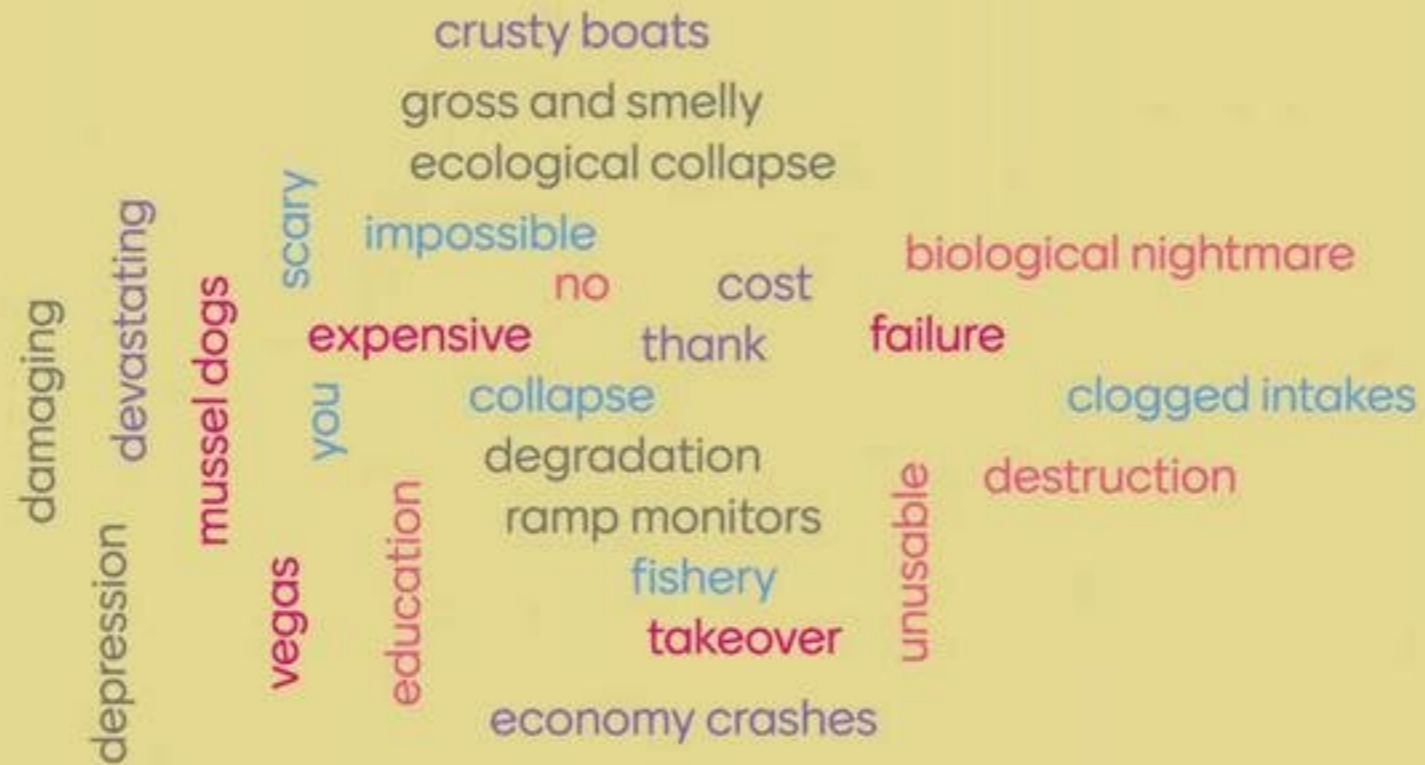 crusty boats
gross and smelly
ecological collapse
scary
impossible
devastating
biological nightmare
no
cost
mussel dogs
damaging
expensive
thank
failure
you
collapse
clogged intakes
degradation
destruction
unusable
education
ramp monitors
depression
vegas
fishery
takeover
economy crashes